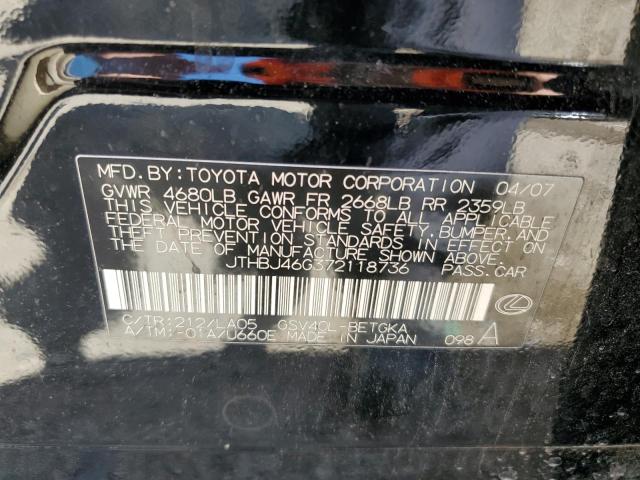 MFD.BY:TOYOTA MOTOR CORPORATION 04/07
GVWR 4680LB GAWR FR 2668LB RR 2359LB
THIS VEHICLE CONFORMS TO ALL APPLICABLE
FEDERAL MOTOR VEHICLE SAFETY,BUMPER,AND
THEFT PREVENTION STANDARDS IN EFFECT ON
THE DATE OF MANUFACTURE SHOWN ABOVE.
JTHBJ46G372118736 PASS.CAR
C/TR:212/LA05 GSV40L-BETGKA
A/TM:-01A/U660E MADE IN JAPAN 098 A